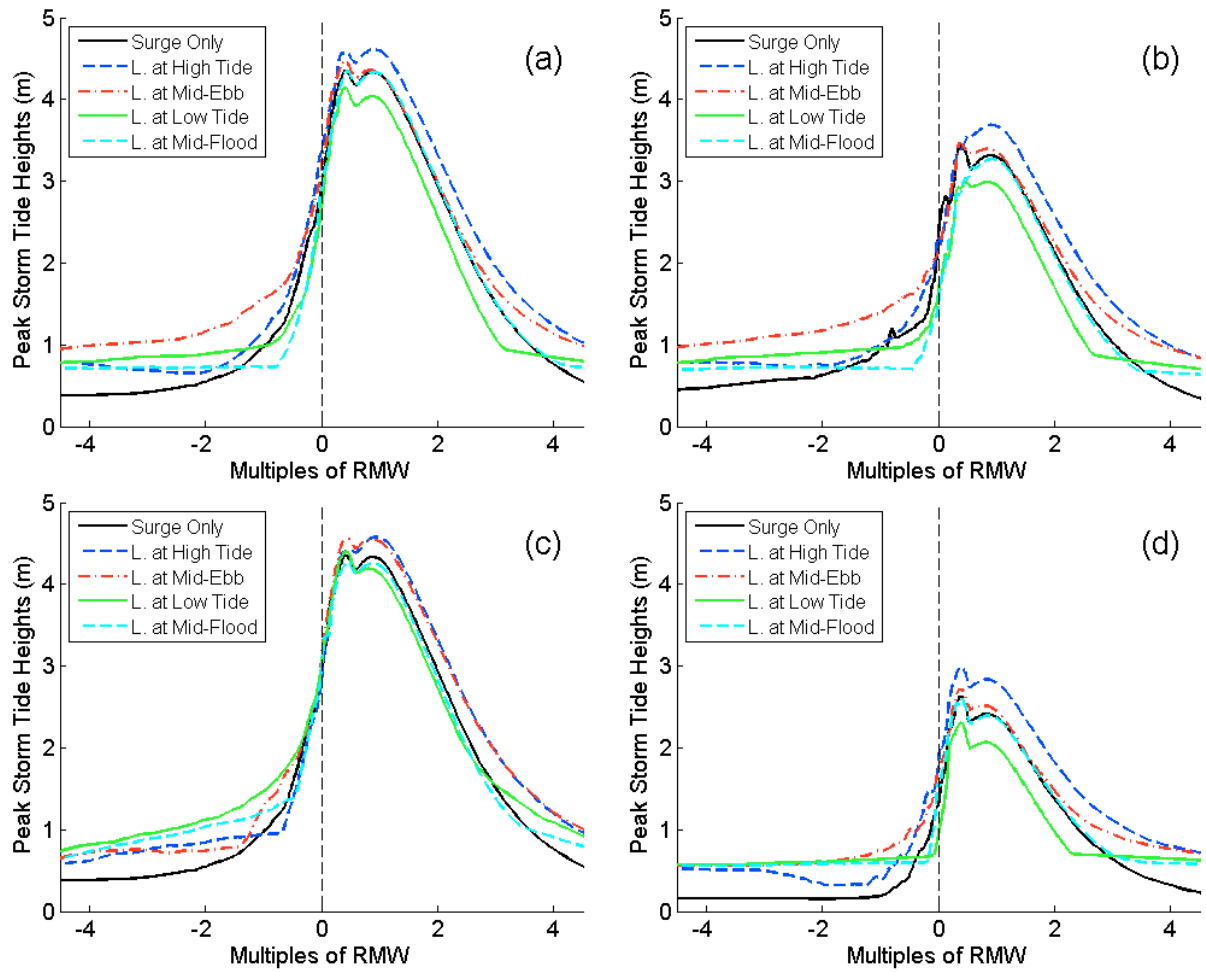 Peak Storm Tide Heights (m)
5
4
3
2
1
0
Surge Only
L. at High Tide
L. at Mid-Ebb
L. at Low Tide
L. at Mid-Flood
(a)
-4 -2 0 2 4
Multiples of RMW
Peak Storm Tide Heights (m)
5
4
3
2
1
0
Surge Only
L. at High Tide
L. at Mid-Ebb
L. at Low Tide
L. at Mid-Flood
(b)
-4 -2 0 2 4
Multiples of RMW
Peak Storm Tide Heights (m)
5
4
3
2
1
0
Surge Only
L. at High Tide
L. at Mid-Ebb
L. at Low Tide
L. at Mid-Flood
(c)
-4 -2 0 2 4
Multiples of RMW
Peak Storm Tide Heights (m)
5
4
3
2
1
0
Surge Only
L. at High Tide
L. at Mid-Ebb
L. at Low Tide
L. at Mid-Flood
(d)
-4 -2 0 2 4
Multiples of RMW